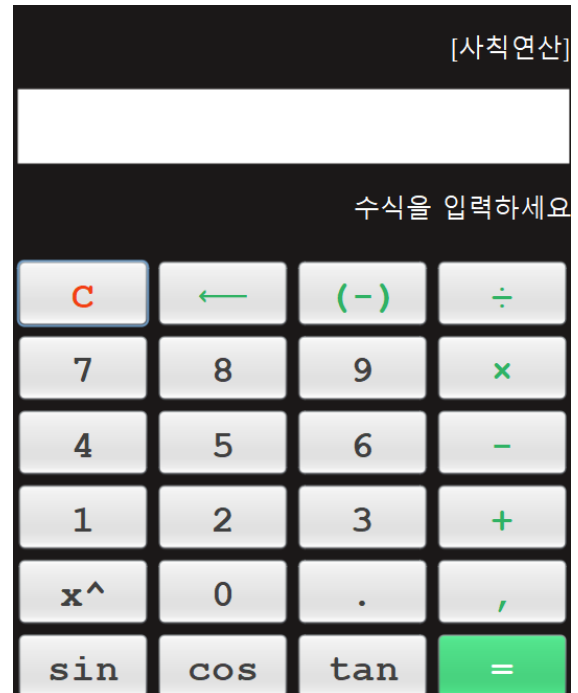 [사칙연산]
수식을 입력하세요
C ← (-) ÷
7 8 9 ×
4 5 6 -
1 2 3 +
x^ 0 . ,
sin cos tan =